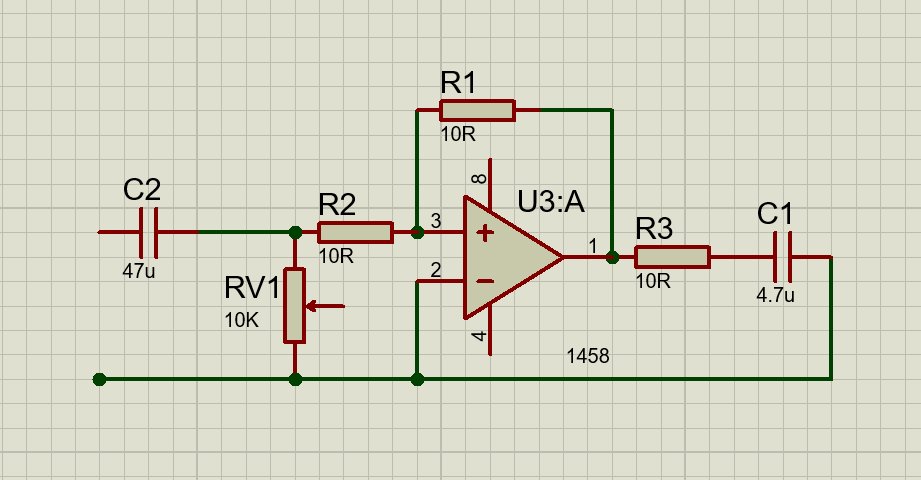 R1
10R
C2
47u
R2
10R
RV1
10K
8
3
2
+
−
4
U3:A
1
1458
R3
10R
C1
4.7u